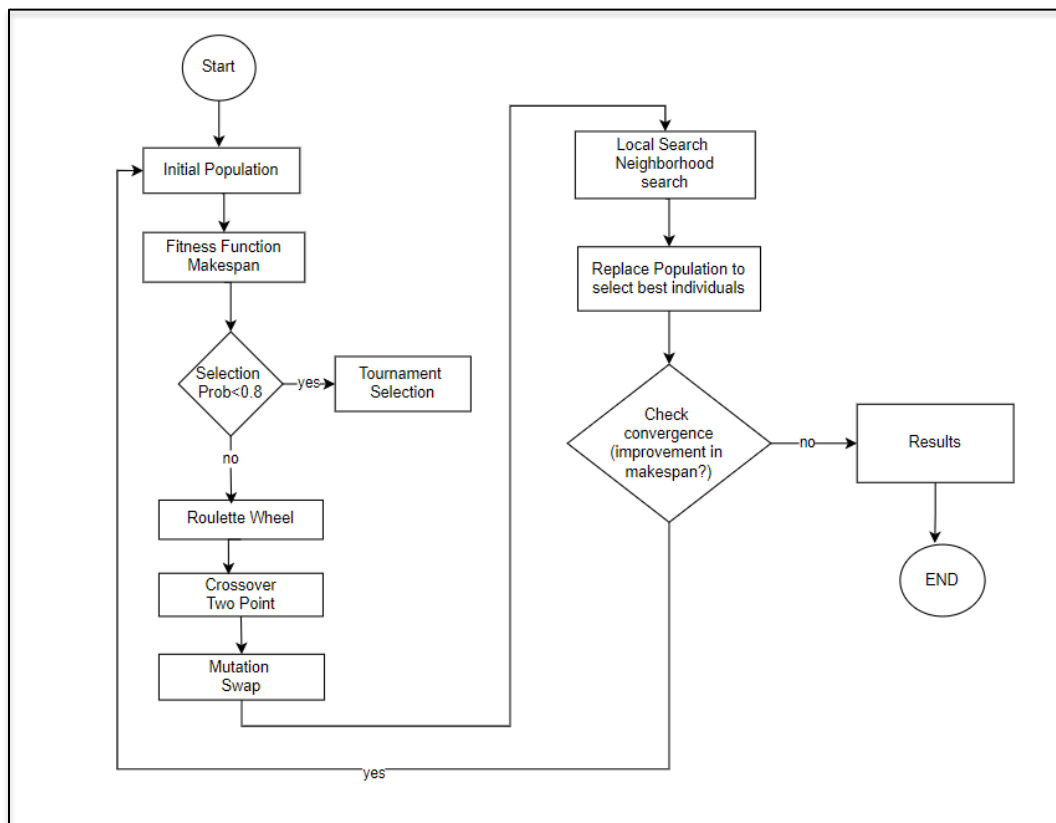 Start
Initial Population
Fitness Function
Makespan
Selection
Prob<0.8
yes
Tournament
Selection
no
Roulette Wheel
Crossover
Two Point
Mutation
Swap
Local Search
Neighborhood
search
Replace Population to
select best individuals
Check
convergence
(improvement in
makespan?)
no
Results
END
yes